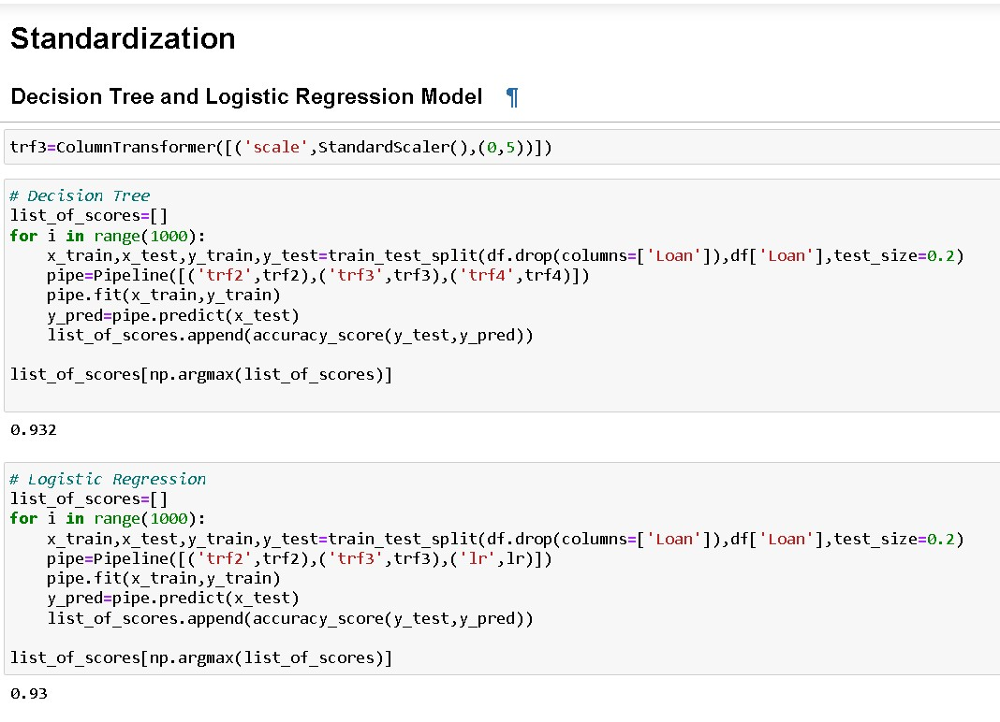 Standardization
Decision Tree and Logistic Regression Model ¶
trf3=ColumnTransformer([('scale',StandardScaler(),(0,5))])
# Decision Tree
list_of_scores=[]
for i in range(1000):
    x_train,x_test,y_train,y_test=train_test_split(df.drop(columns=['Loan']),df['Loan'],test_size=0.2)
    pipe=Pipeline([('trf2',trf2),('trf3',trf3),('trf4',trf4)])
    pipe.fit(x_train,y_train)
    y_pred=pipe.predict(x_test)
    list_of_scores.append(accuracy_score(y_test,y_pred))
list_of_scores[np.argmax(list_of_scores)]
0.932
# Logistic Regression
list_of_scores=[]
for i in range(1000):
    x_train,x_test,y_train,y_test=train_test_split(df.drop(columns=['Loan']),df['Loan'],test_size=0.2)
    pipe=Pipeline([('trf2',trf2),('trf3',trf3),('lr',lr)])
    pipe.fit(x_train,y_train)
    y_pred=pipe.predict(x_test)
    list_of_scores.append(accuracy_score(y_test,y_pred))
list_of_scores[np.argmax(list_of_scores)]
0.93